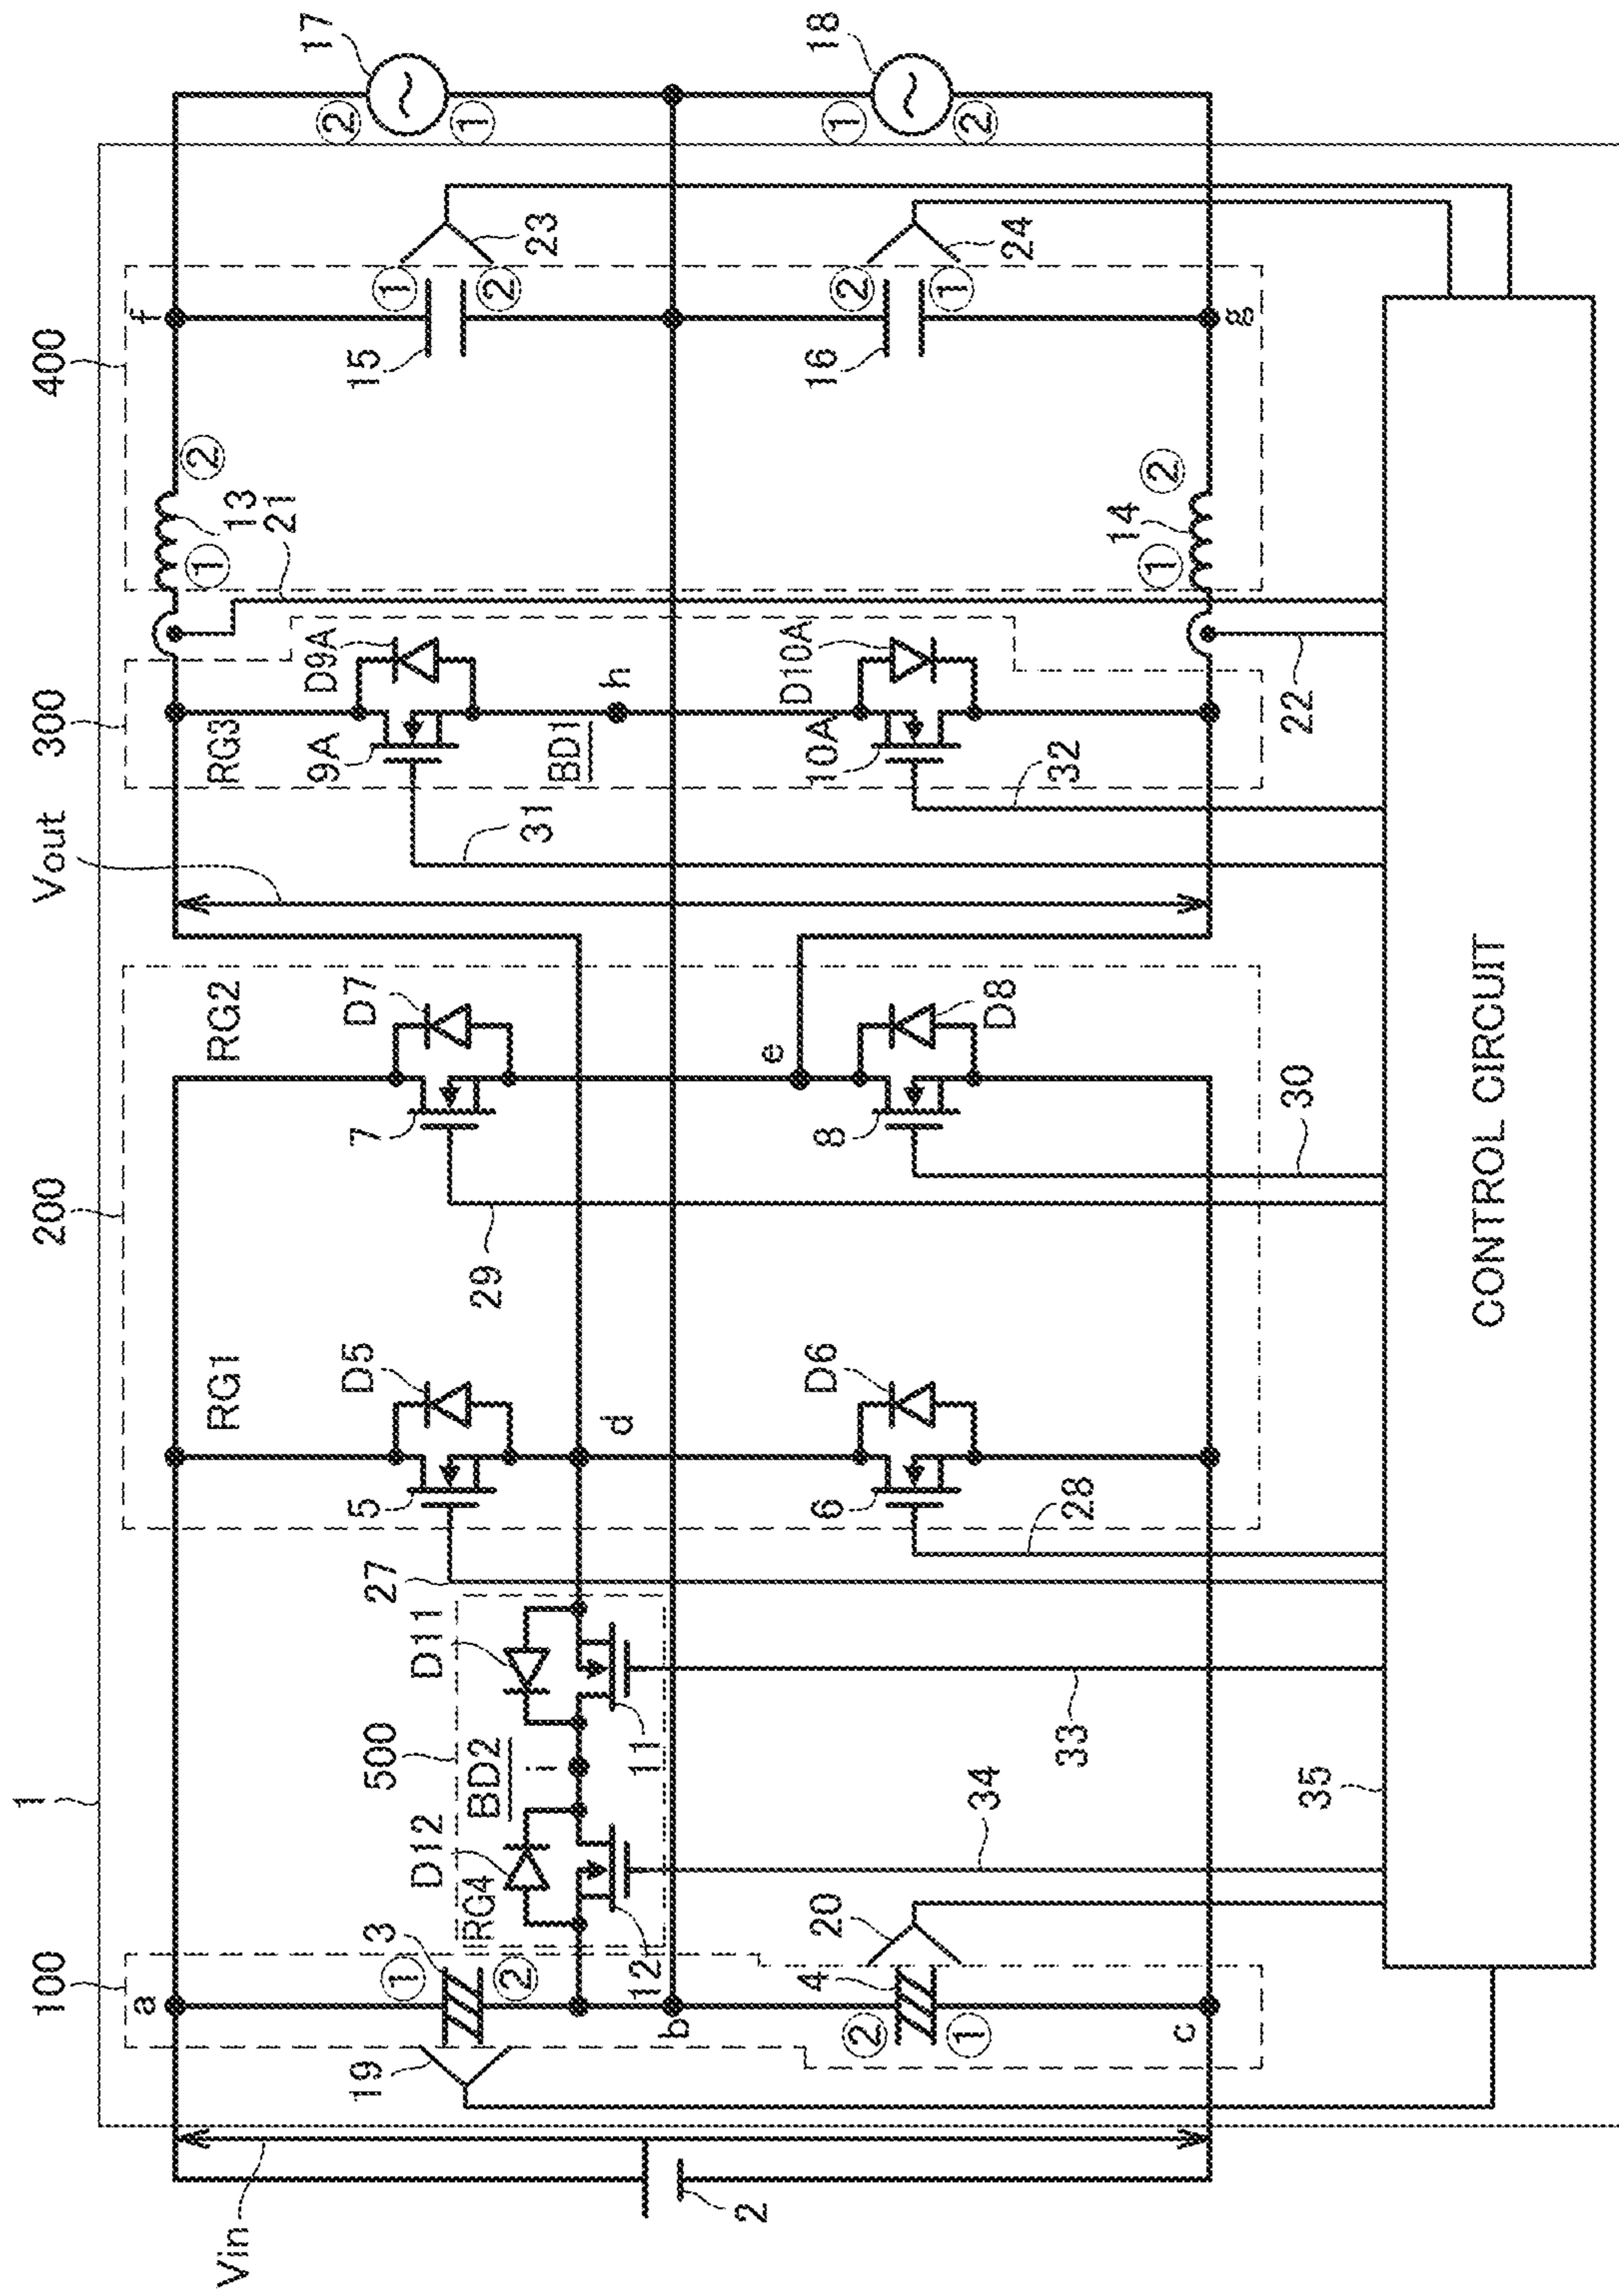 1
100
200
Vout
300
400
Vin
a
f
RG1
RG2
RG3
①
②
13
21
②
17
19
①
3
②
RG4
D12
BD2
500
i
D11
27
5
D5
29
7
D7
31
9A
D9A
BD1
h
15
①
②
23
①
b
12
11
d
e
2
②
4
①
20
6
D6
8
D8
10A
D10A
16
②
①
24
①
18
②
c
34
33
28
30
32
14
①
②
22
g
35
CONTROL CIRCUIT